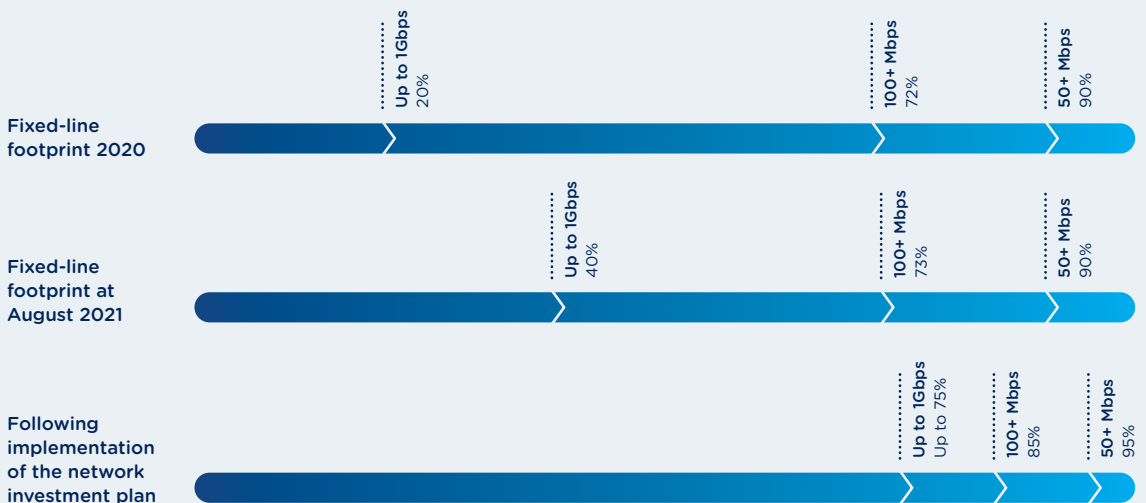 Up to 1Gbps
20%
100+ Mbps
72%
50+ Mbps
90%
Fixed-line
footprint 2020
Up to 1Gbps
40%
100+ Mbps
73%
50+ Mbps
90%
Fixed-line
footprint at
August 2021
Up to 1Gbps
Up to 75%
100+ Mbps
85%
50+ Mbps
95%
Following
implementation
of the network
investment plan